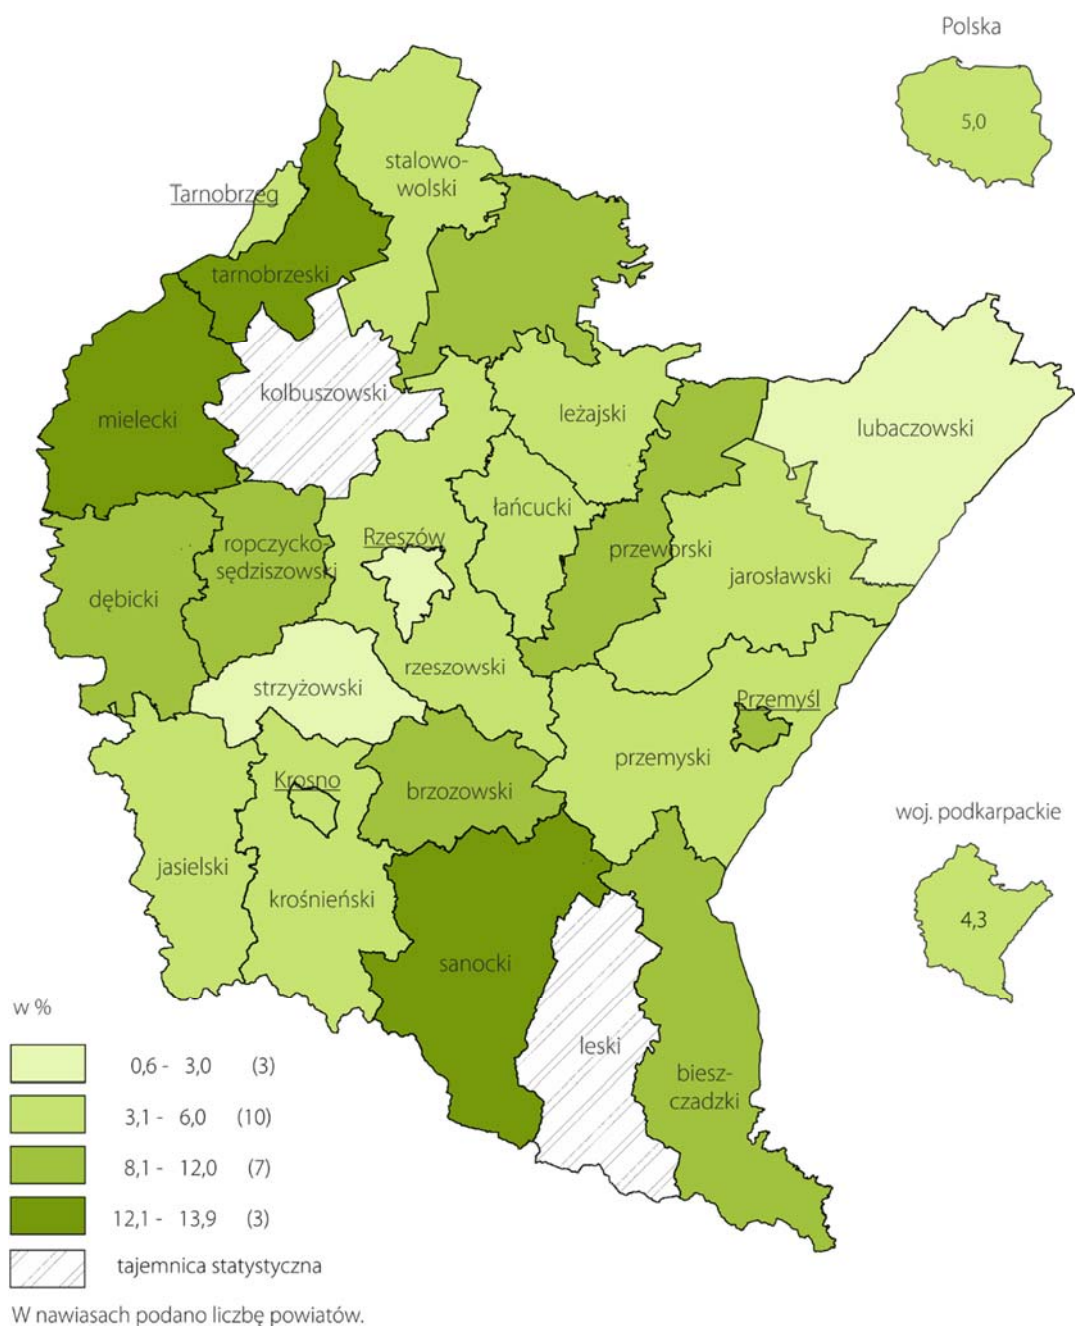 Polska
5,0
stalowo-
wolski
Tarnobrzeg
tarnobrzeski
kolbuszowski
mielecki
leżajski
lubaczowski
łańcucki
Rzeszów
ropczycko-
sędziszowski
przeworski
jarosławski
dębicki
rzeszowski
strzyżowski
Przemyśl
przemyski
Krosno
brzozowski
woj. podkarpackie
4,3
jasielski
krośnieński
sanocki
leski
biesz-
czadzki
w %
0,6 - 3,0 (3)
3,1 - 6,0 (10)
8,1 - 12,0 (7)
12,1 - 13,9 (3)
tajemnica statystyczna
W nawiasach podano liczbę powiatów.